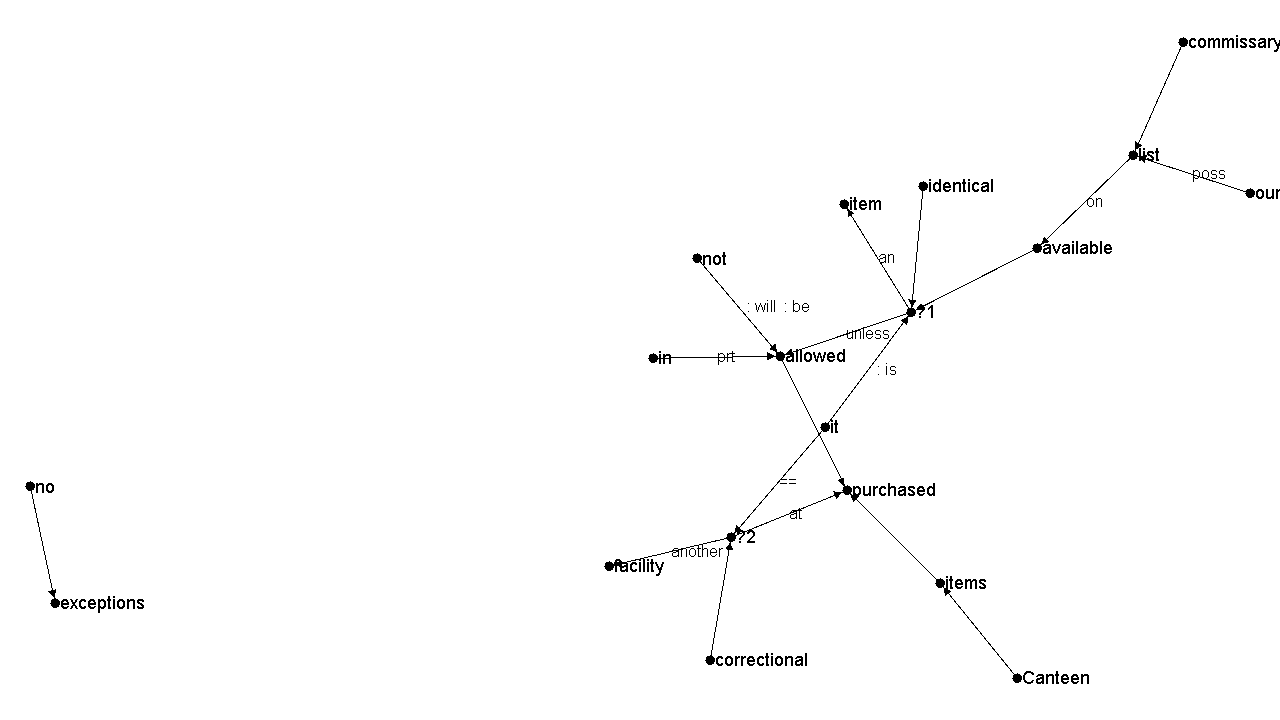 commissary
list
poss
our
identical
item
on
available
an
not
: will : be
?1
unless
in
prt
allowed
: is
it
==
purchased
no
at
?2
another
facility
items
exceptions
correctional
Canteen